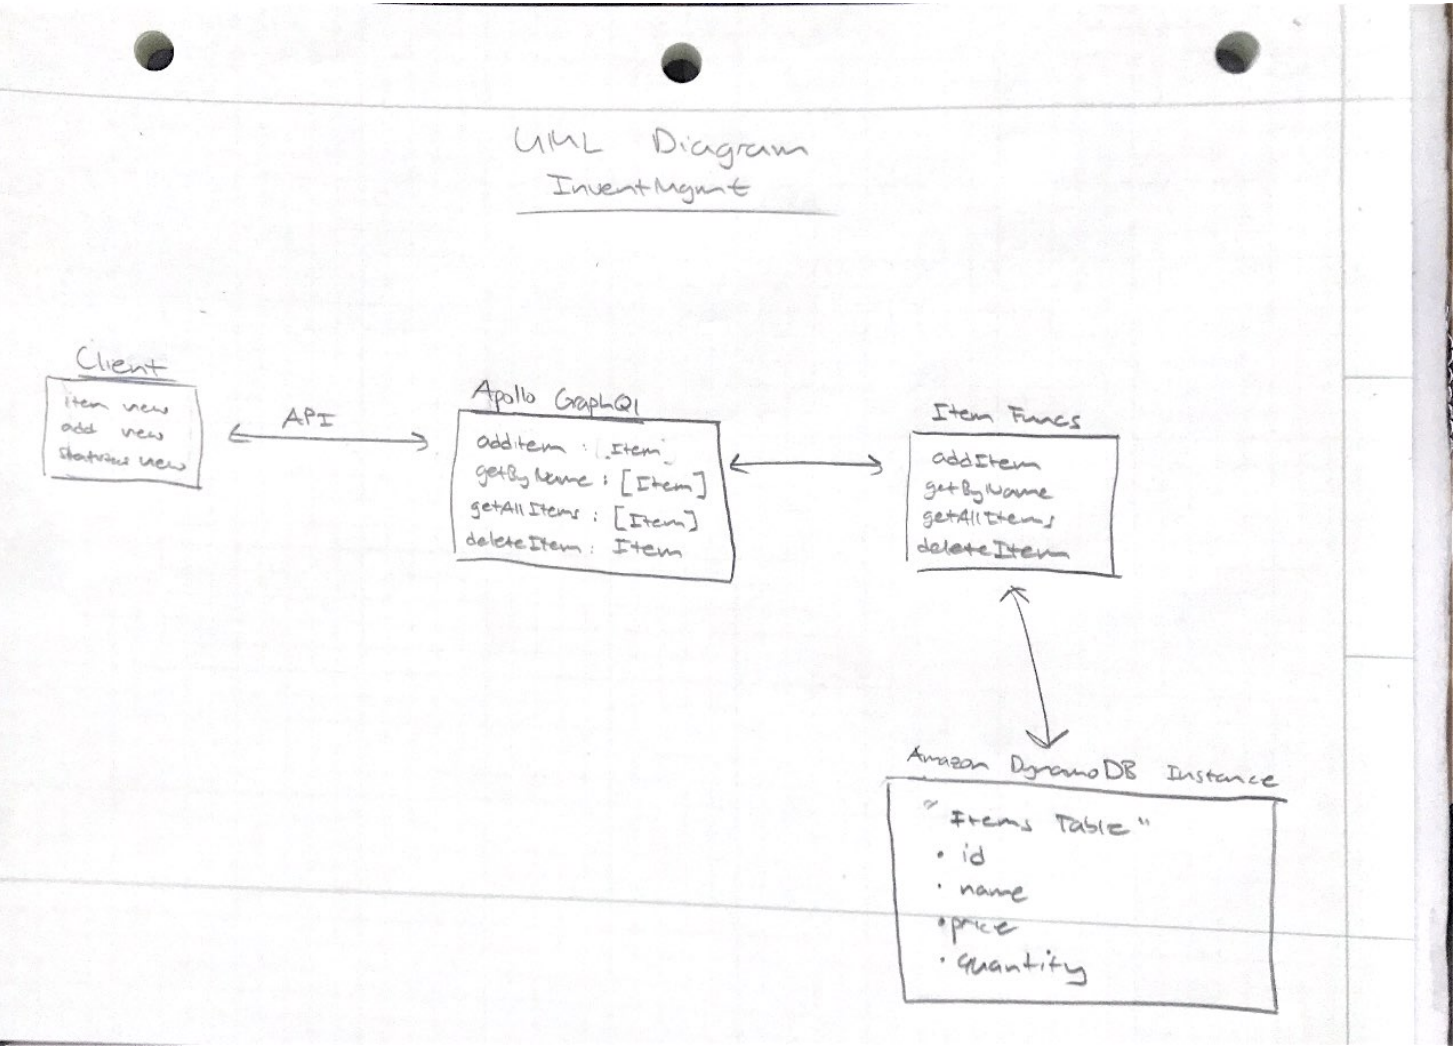 UML Diagram
InventMgmt
Client
item view
add view
view
API
Apollo GraphQl
addItem : Item
getByName : [Item]
getAllItems : [Item]
deleteItem : Item
Item Funcs
addItem
getByName
getAllItems
deleteItem
Amazon DynamoDB Instance
"Items Table"
• id
• name
• price
• quantity